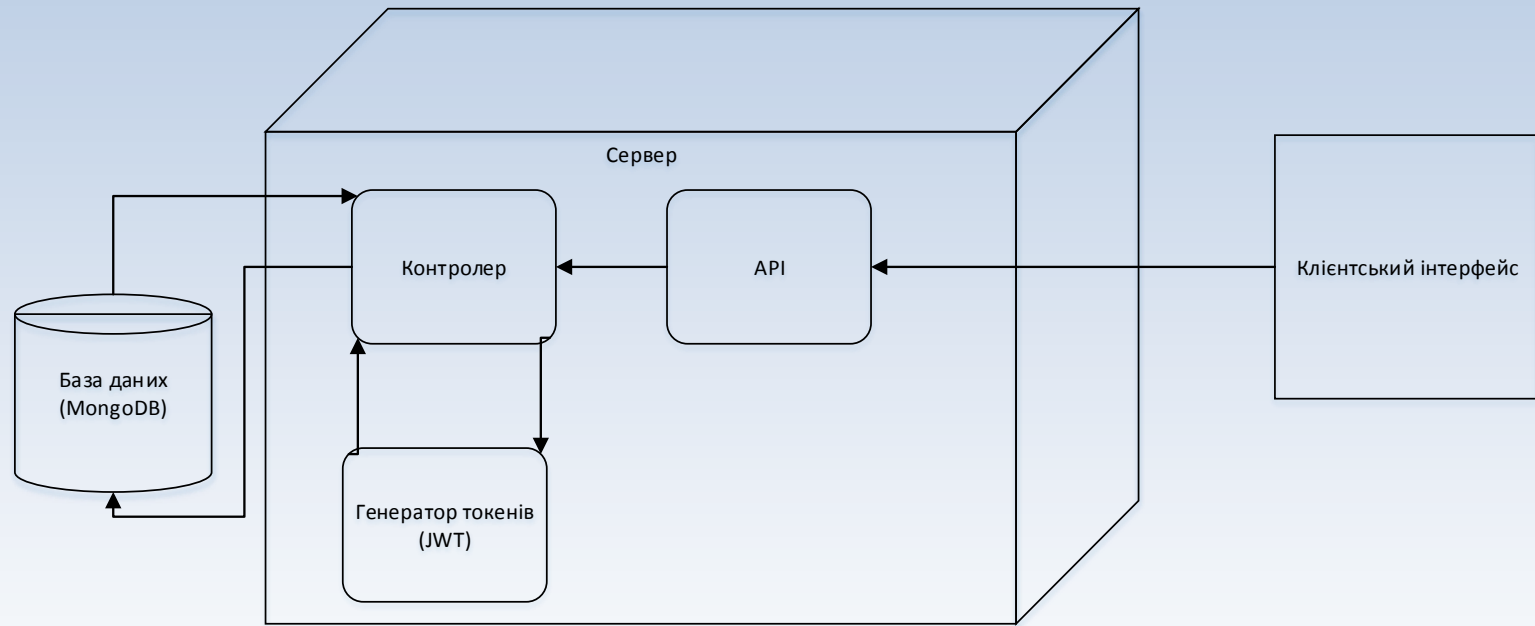 Сервер
Контролер
API
Клієнтський інтерфейс
База даних
(MongoDB)
Генератор токенів
(JWT)